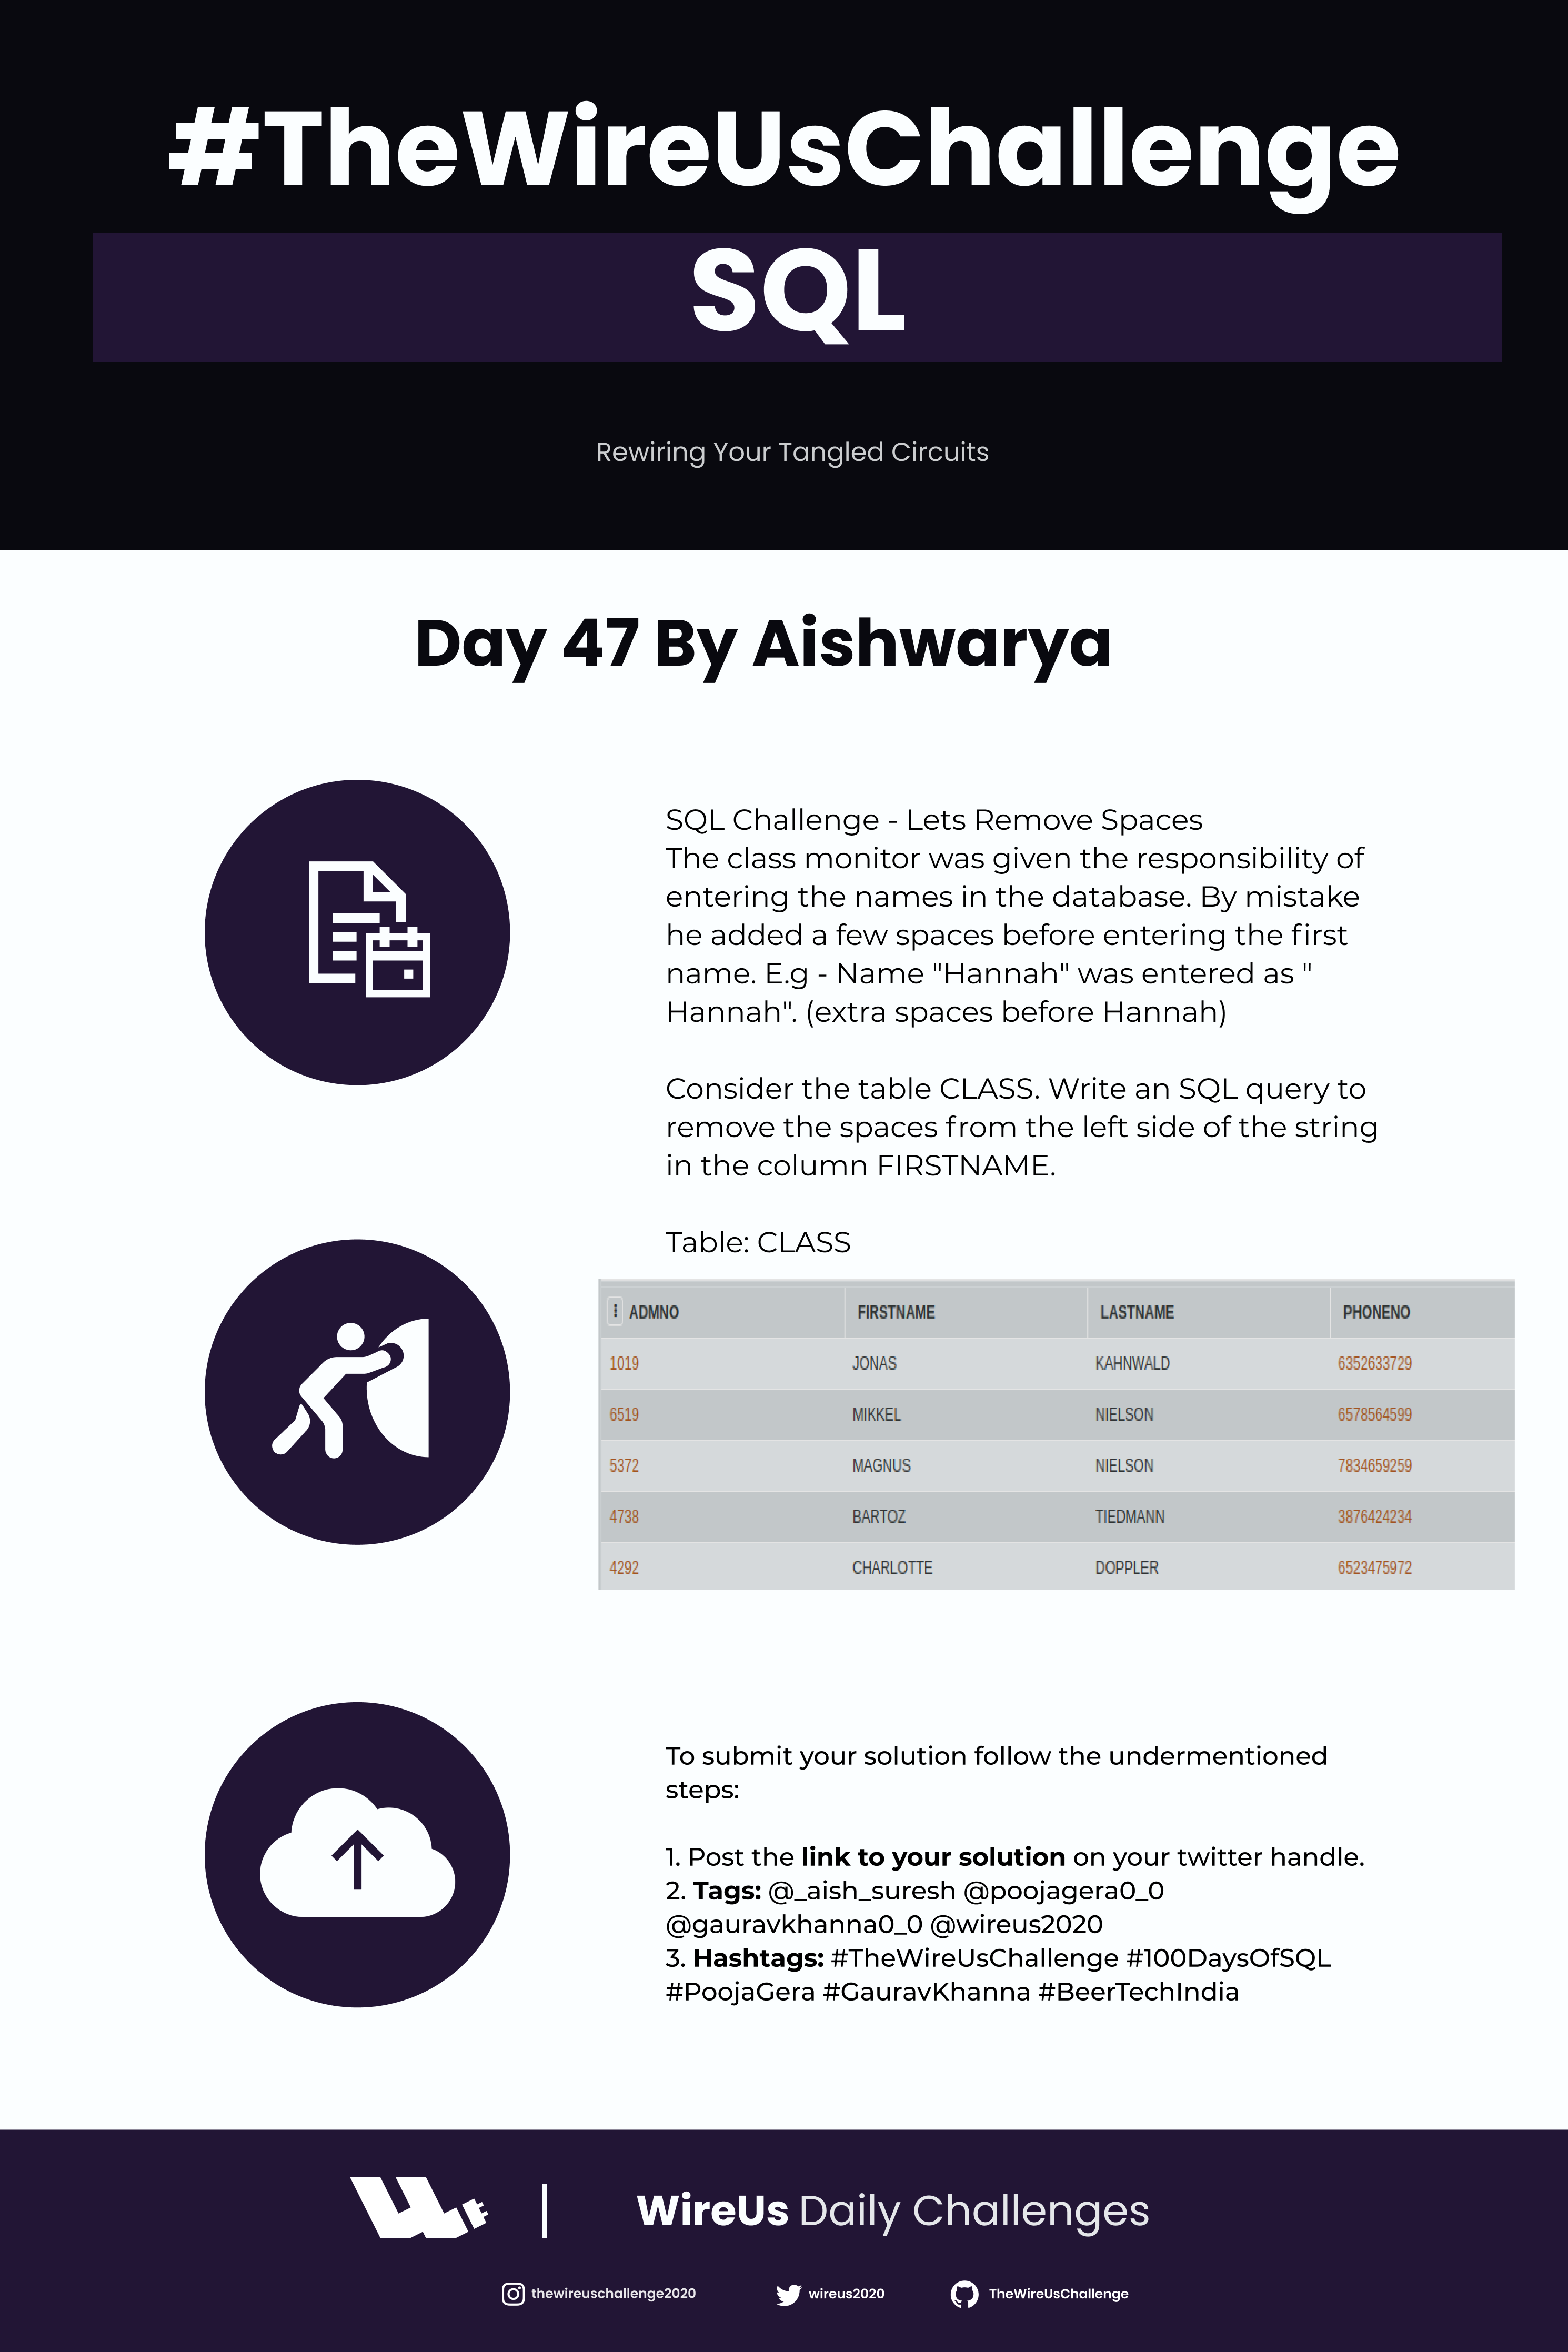 #TheWireUsChallenge
SQL
Rewiring Your Tangled Circuits
Day 47 By Aishwarya
SQL Challenge - Lets Remove Spaces
The class monitor was given the responsibility of
entering the names in the database. By mistake
he added a few spaces before entering the first
name. E.g - Name "Hannah" was entered as "
Hannah". (extra spaces before Hannah)
Consider the table CLASS. Write an SQL query to
remove the spaces from the left side of the string
in the column FIRSTNAME.
Table: CLASS
ADMNO FIRSTNAME LASTNAME PHONENO
1019 JONAS KAHNWALD 6352633729
6519 MIKKEL NIELSON 6578564599
5372 MAGNUS NIELSON 7834659259
4738 BARTOZ TIEDMANN 3876424234
4292 CHARLOTTE DOPPLER 6523475972
To submit your solution follow the undermentioned
steps:
1. Post the link to your solution on your twitter handle.
2. Tags: @_aish_suresh @poojagera0_0
@gauravkhanna0_0 @wireus2020
3. Hashtags: #TheWireUsChallenge #100DaysOfSQL
#PoojaGera #GauravKhanna #BeerTechIndia
WireUs Daily Challenges
thewireuschallenge2020 wireus2020 TheWireUsChallenge